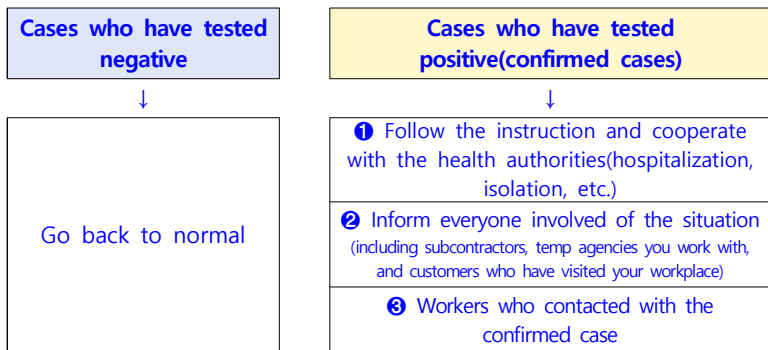 Cases who have tested
negative
↓
Go back to normal
Cases who have tested
positive(confirmed cases)
↓
❶ Follow the instruction and cooperate
with the health authorities(hospitalization,
isolation, etc.)
❷ Inform everyone involved of the situation
(including subcontractors, temp agencies you work with,
and customers who have visited your workplace)
❸ Workers who contacted with the
confirmed case